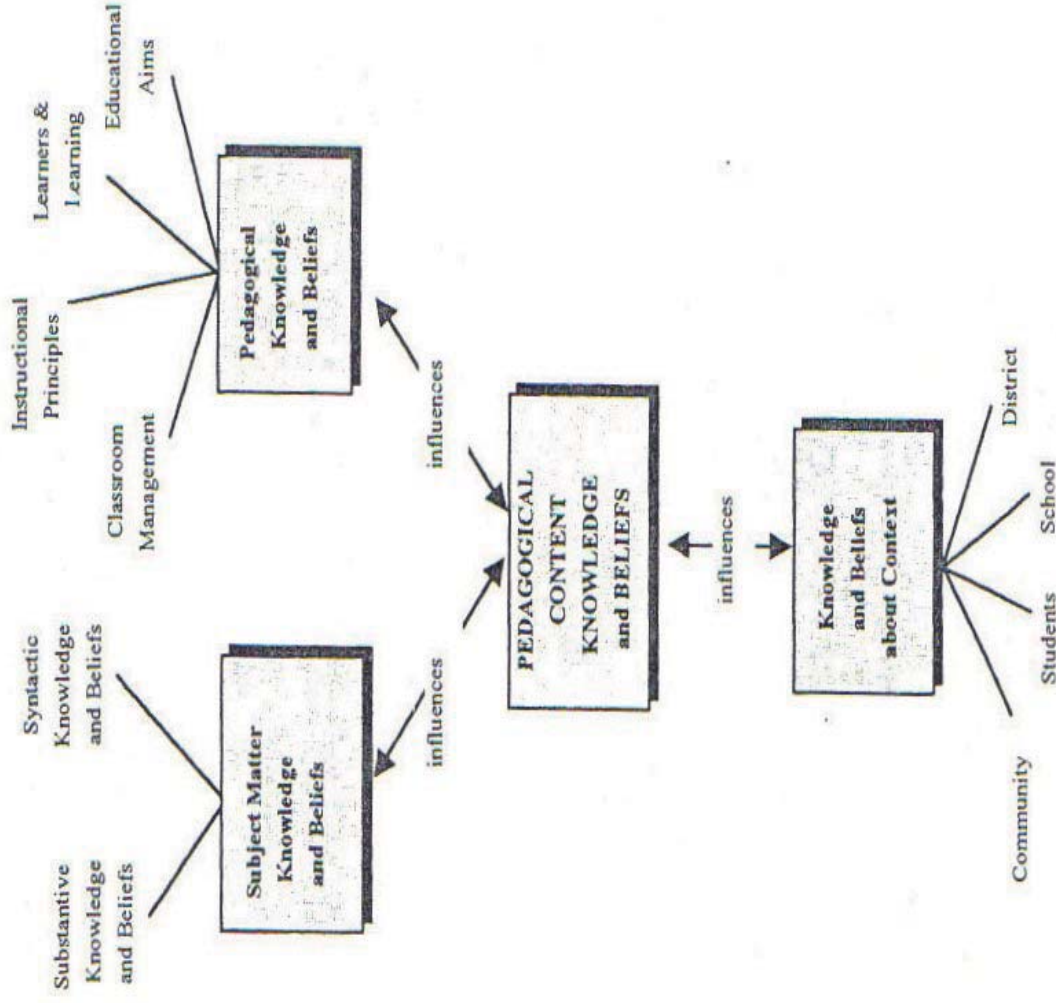 Substantive
Knowledge
and Beliefs
Syntactic
Knowledge
and Beliefs
Subject Matter
Knowledge
and Beliefs
Classroom
Management
Instructional
Principles
Learners &
Learning
Educational
Aims
Pedagogical
Knowledge
and Beliefs
influences
influences
PEDAGOGICAL
CONTENT
KNOWLEDGE
and BELIEFS
influences
Knowledge
and Beliefs
about Context
Community
Students
School
District